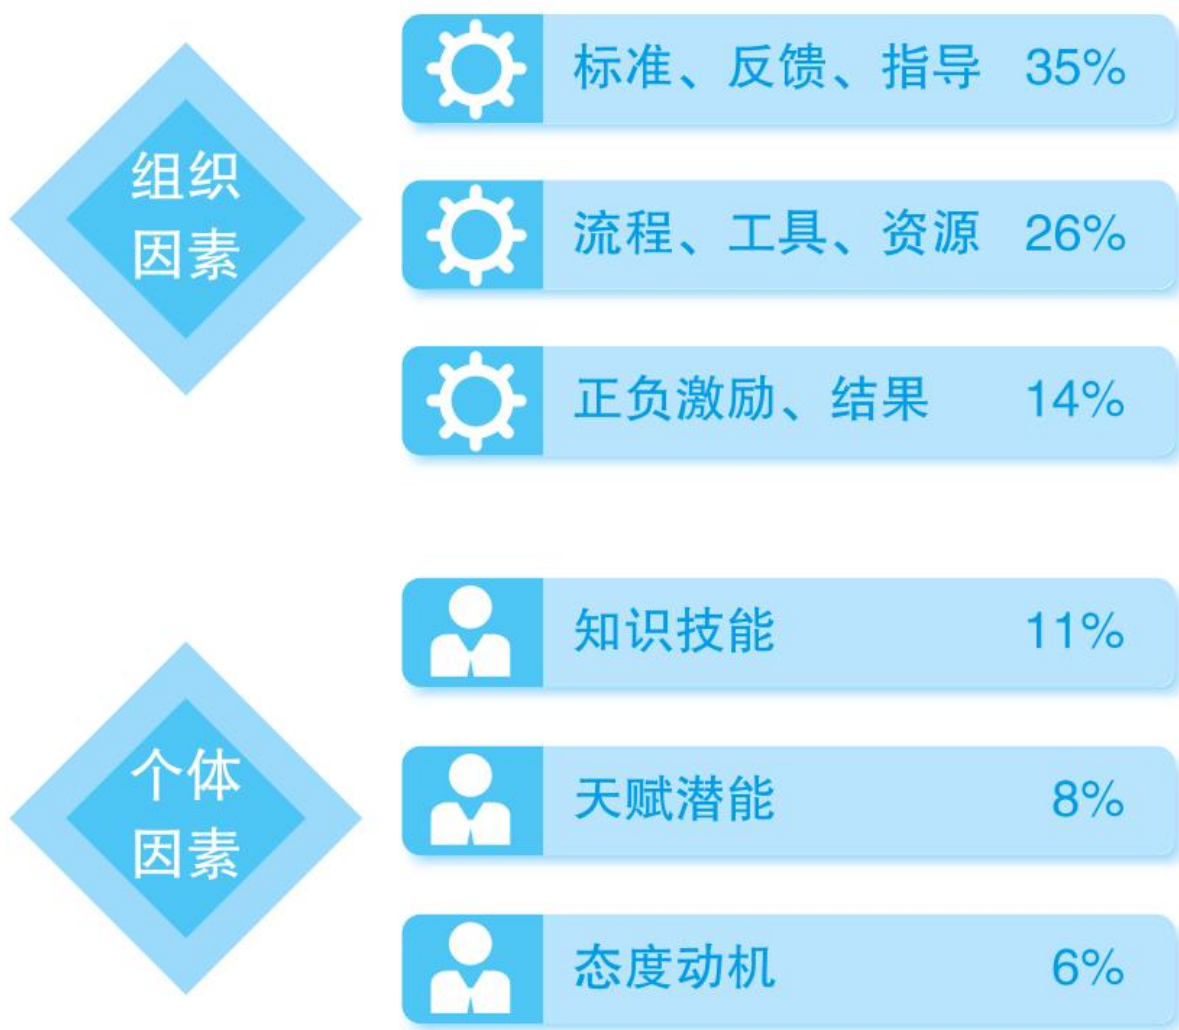 组织
因素
标准、反馈、指导 35%
流程、工具、资源 26%
正负激励、结果 14%
个体
因素
知识技能 11%
天赋潜能 8%
态度动机 6%